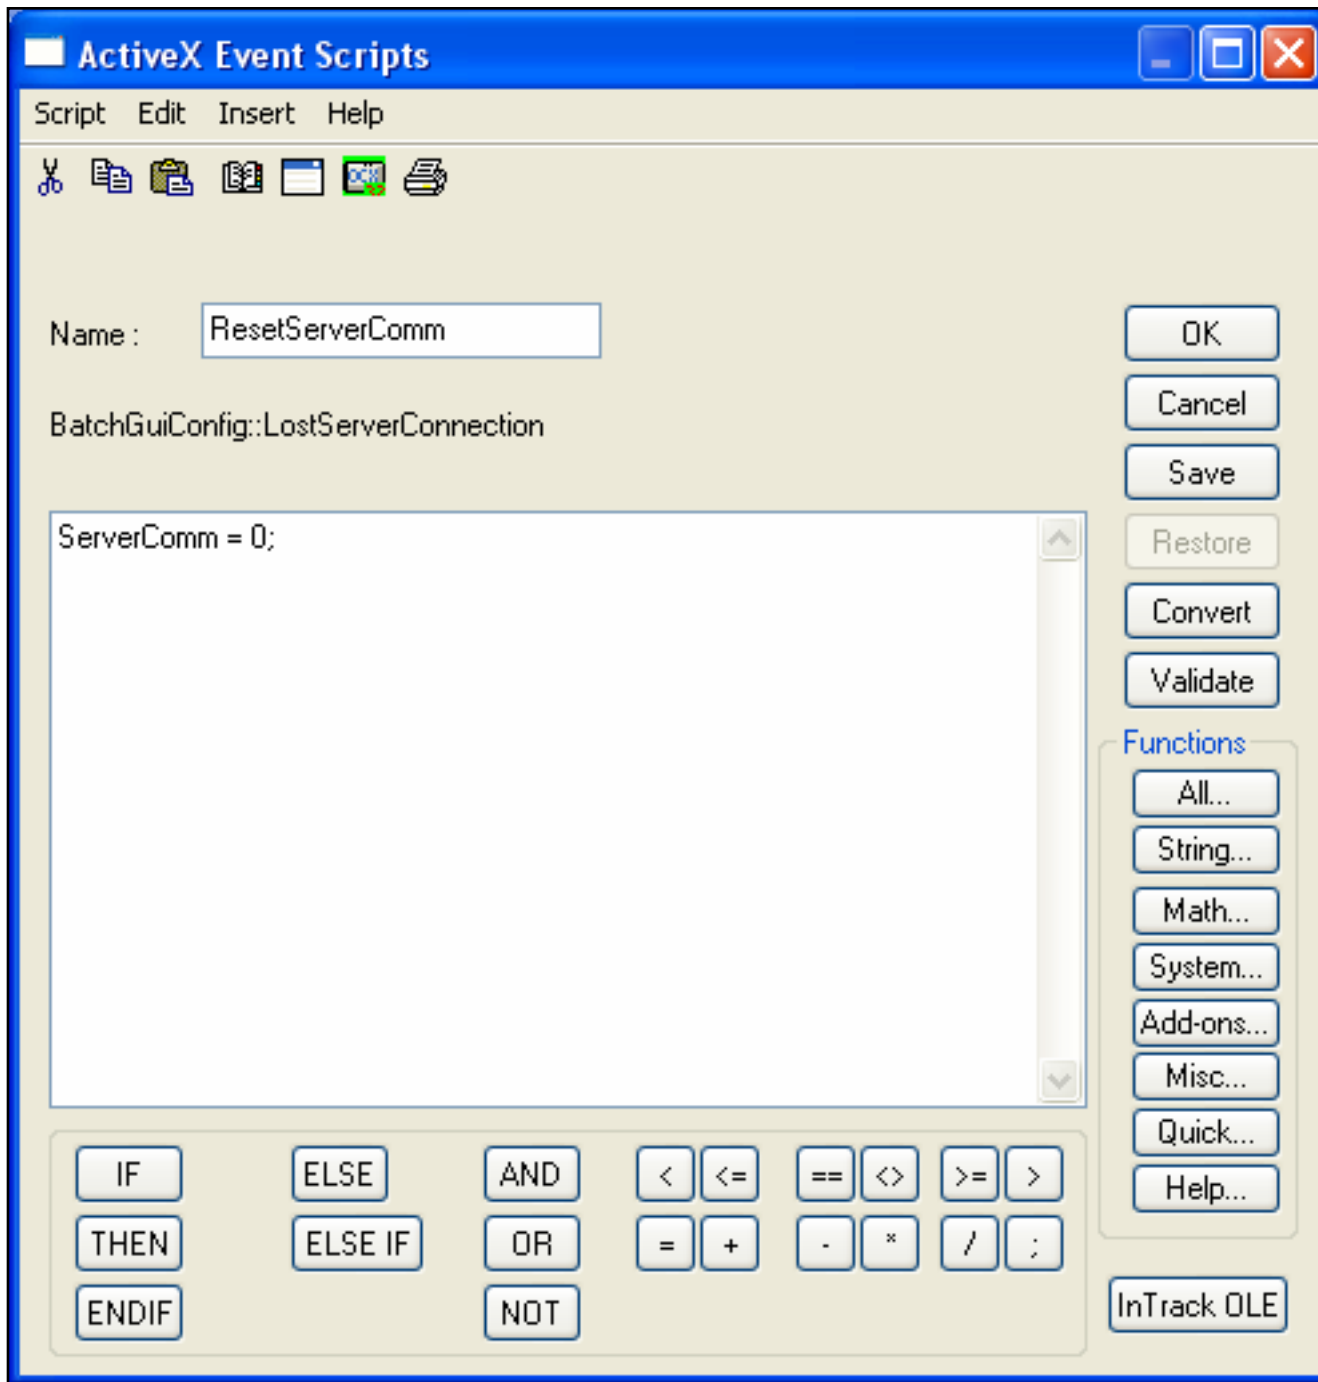 ActiveX Event Scripts
Script Edit Insert Help
Name : ResetServerComm
BatchGuiConfig::LostServerConnection
ServerComm = 0;
OK
Cancel
Save
Restore
Convert
Validate
Functions
All...
String...
Math...
System...
Add-ons...
Misc...
Quick...
Help...
IF ELSE AND < <= == <> >= >
THEN ELSE IF OR = + - * / ;
ENDIF NOT
InTrack OLE